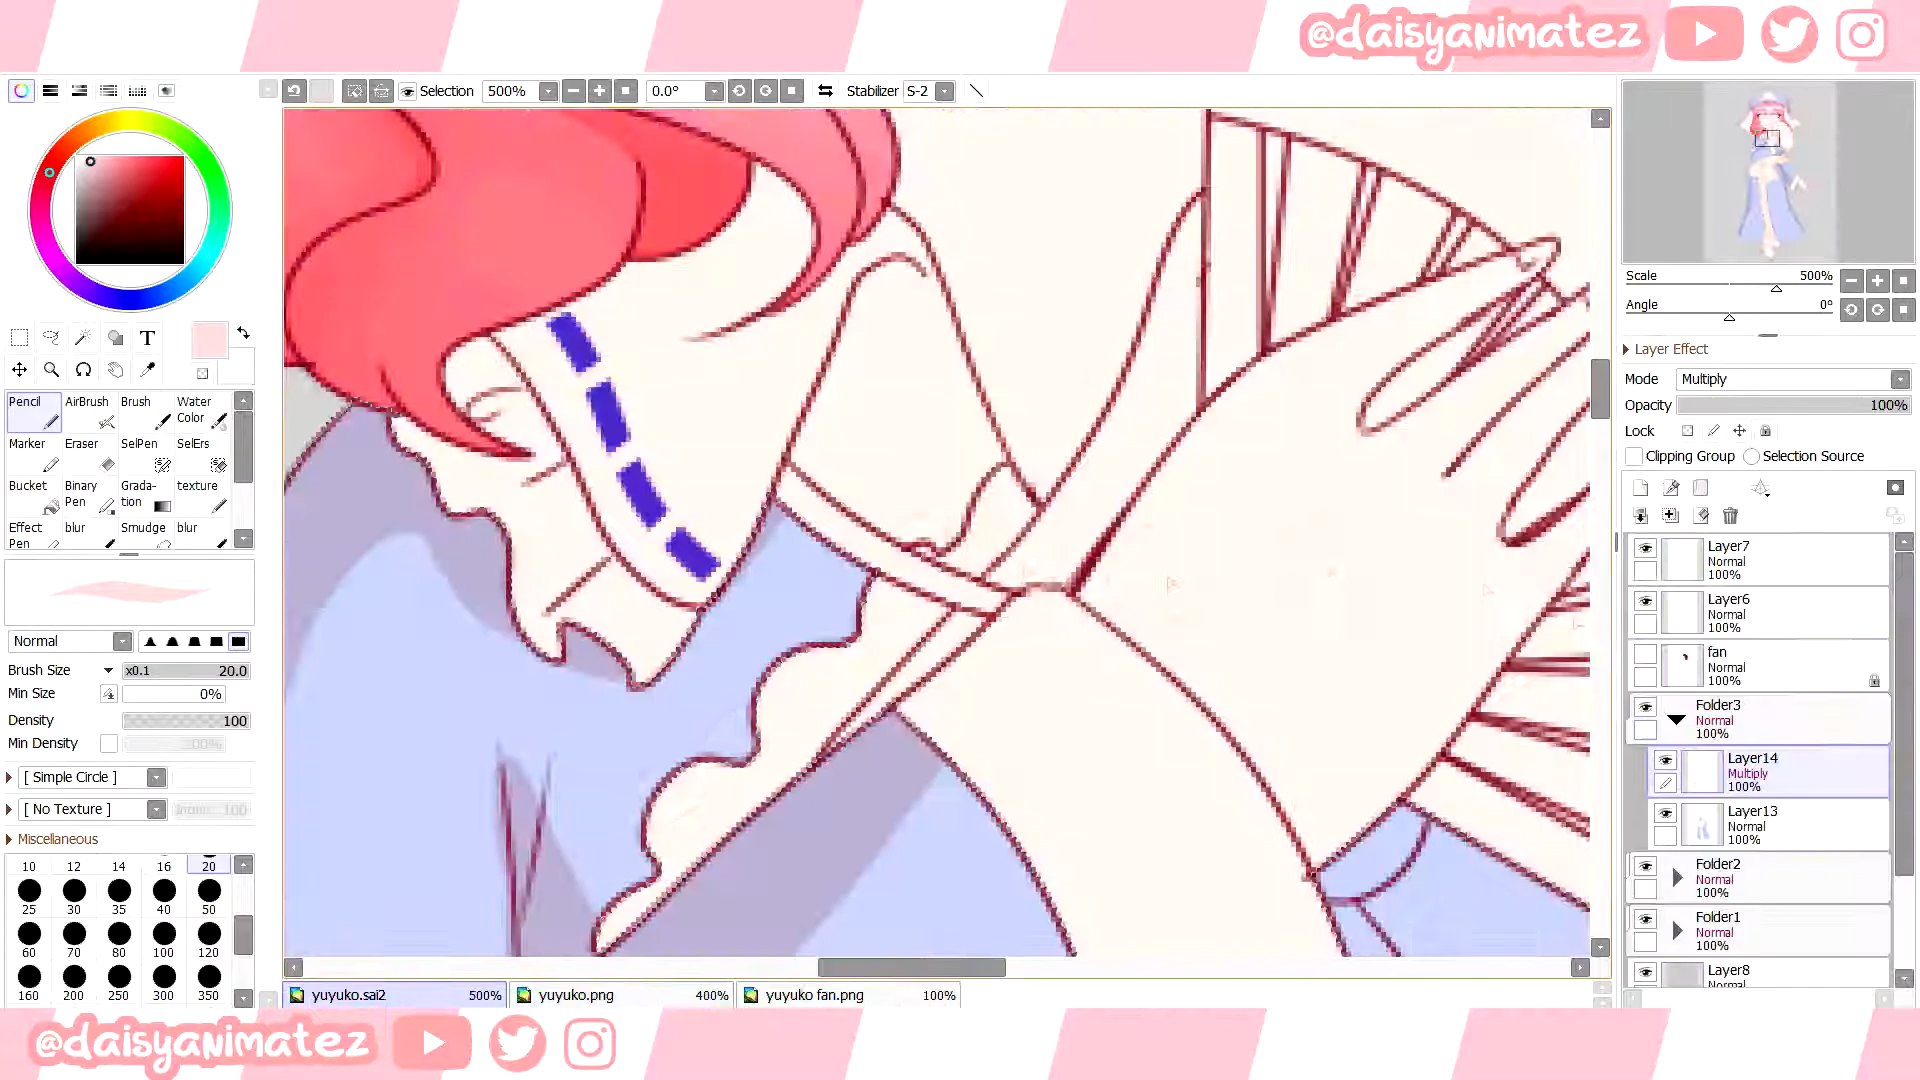 @daisyanimatez
Selection 500% 0.0° Stabilizer S-2
T
Pencil AirBrush Brush Water Color
Marker Eraser SelPen SelErs
Bucket Binary Pen Grada-tion texture
Effect Pen blur Smudge blur
Normal
Brush Size x0.1 20.0
Min Size 0%
Density 100
Min Density
[ Simple Circle ]
[ No Texture ]
Miscellaneous
10 12 14 16 20
25 30 35 40 50
60 70 80 100 120
160 200 250 300 350
yuyuko.sai2 500% yuyuko.png 400% yuyuko fan.png 100%
Scale 500%
Angle 0°
Layer Effect
Mode Multiply
Opacity 100%
Lock
Clipping Group Selection Source
Layer7
Normal
100%
Layer6
Normal
100%
fan
Normal
100%
Folder3
Normal
100%
Layer14
Multiply
100%
Layer13
Normal
100%
Folder2
Normal
100%
Folder1
Normal
100%
Layer8
Normal
@daisyanimatez